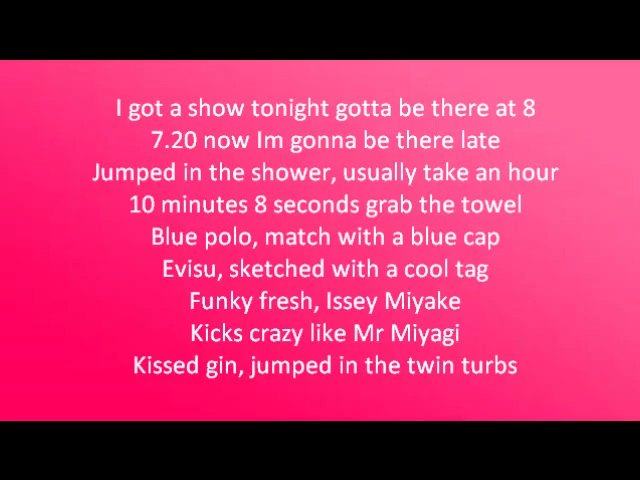 I got a show tonight gotta be there at 8
7.20 now Im gonna be there late
Jumped in the shower, usually take an hour
10 minutes 8 seconds grab the towel
Blue polo, match with a blue cap
Evisu, sketched with a cool tag
Funky fresh, Issey Miyake
Kicks crazy like Mr Miyagi
Kissed gin, jumped in the twin turbs